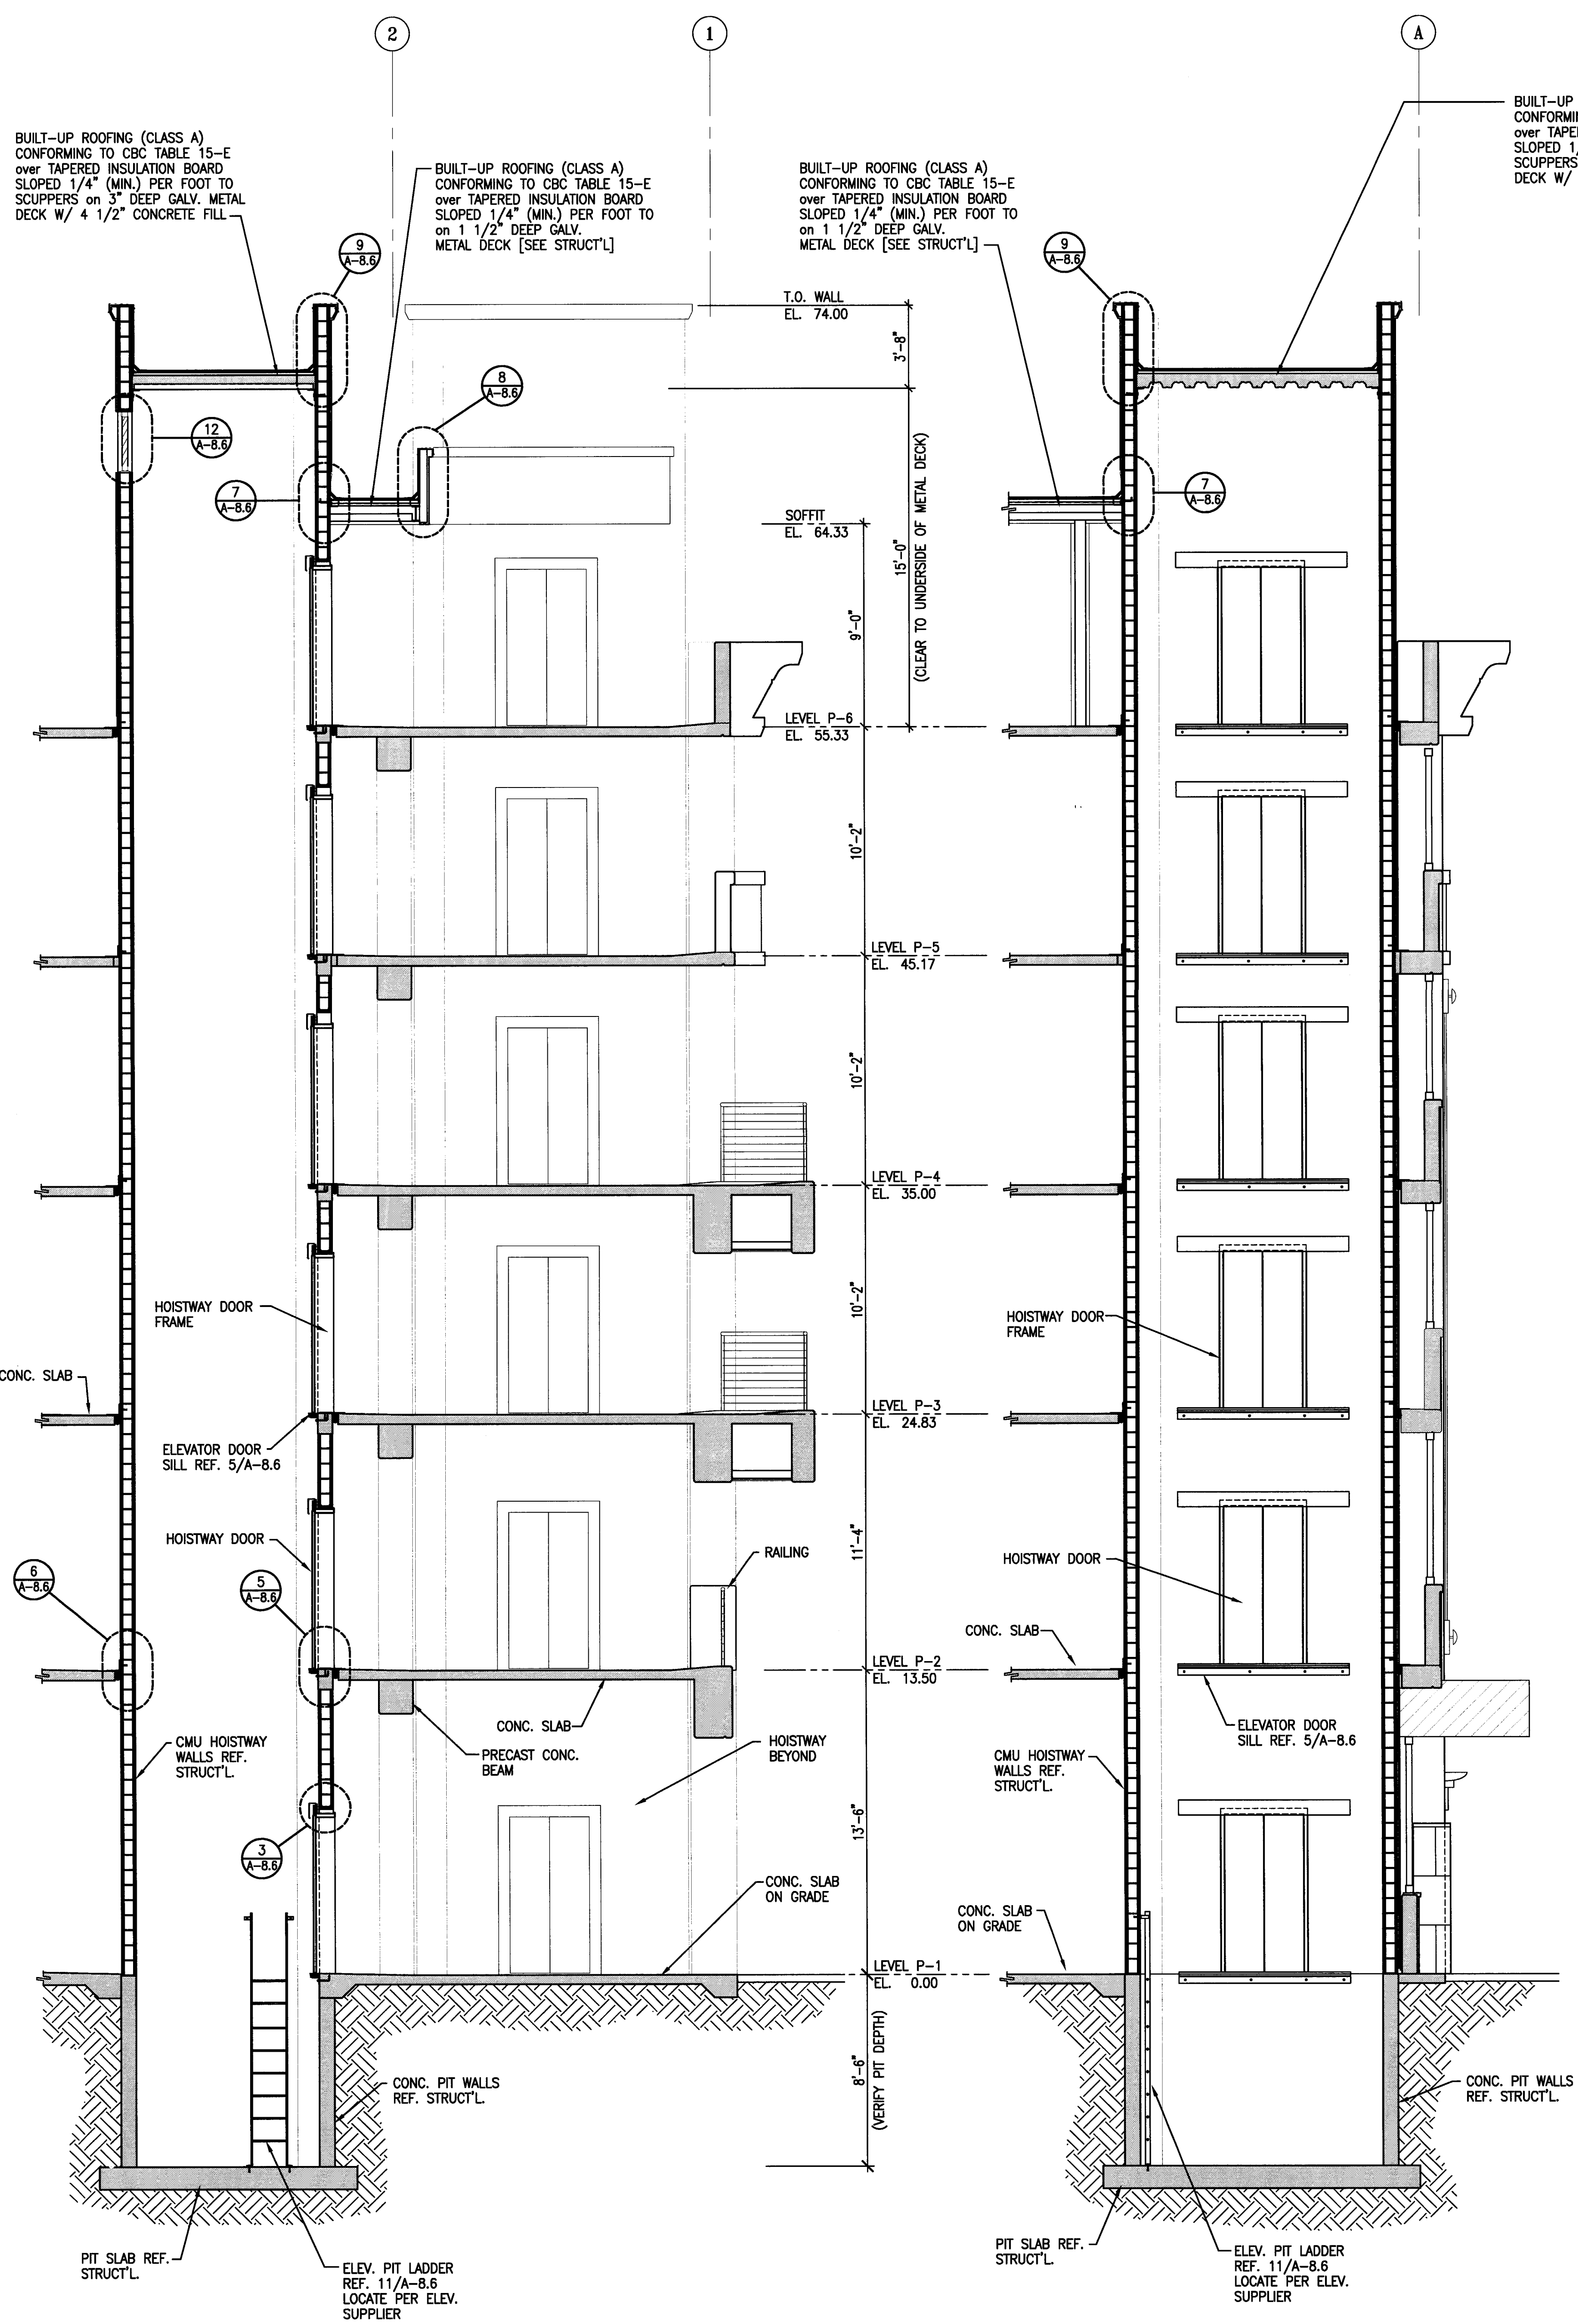 2
1
A
BUILT-UP ROOFING (CLASS A)
CONFORMING TO CBC TABLE 15-E
over TAPERED INSULATION BOARD
SLOPED 1/4" (MIN.) PER FOOT TO
SCUPPERS on 3" DEEP GALV. METAL
DECK W/ 4 1/2" CONCRETE FILL
BUILT-UP ROOFING (CLASS A)
CONFORMING TO CBC TABLE 15-E
over TAPERED INSULATION BOARD
SLOPED 1/4" (MIN.) PER FOOT TO
on 1 1/2" DEEP GALV.
METAL DECK [SEE STRUCT'L]
BUILT-UP ROOFING (CLASS A)
CONFORMING TO CBC TABLE 15-E
over TAPERED INSULATION BOARD
SLOPED 1/4" (MIN.) PER FOOT TO
on 1 1/2" DEEP GALV.
METAL DECK [SEE STRUCT'L]
BUILT-UP
SCUPPERS
DECK W/
9
A-8.6
8
A-8.6
12
A-8.6
7
A-8.6
9
A-8.6
7
A-8.6
T.O. WALL
EL. 74.00
3'-8"
15'-0"
(CLEAR TO UNDERSIDE OF METAL DECK)
SOFFIT
EL. 64.33
9'-0"
LEVEL P-6
EL. 55.33
10'-2"
LEVEL P-5
EL. 45.17
10'-2"
LEVEL P-4
EL. 35.00
10'-2"
LEVEL P-3
EL. 24.83
11'-4"
LEVEL P-2
EL. 13.50
13'-6"
LEVEL P-1
EL. 0.00
8'-6"
(VERIFY PIT DEPTH)
HOISTWAY DOOR
FRAME
CONC. SLAB
ELEVATOR DOOR
SILL REF. 5/A-8.6
HOISTWAY DOOR
6
A-8.6
5
A-8.6
RAILING
CONC. SLAB
PRECAST CONC.
BEAM
HOISTWAY
BEYOND
CMU HOISTWAY
WALLS REF.
STRUCT'L.
3
A-8.6
CONC. SLAB
ON GRADE
CONC. PIT WALLS
REF. STRUCT'L.
PIT SLAB REF.
STRUCT'L.
ELEV. PIT LADDER
REF. 11/A-8.6
LOCATE PER ELEV.
SUPPLIER
HOISTWAY DOOR
FRAME
HOISTWAY DOOR
CONC. SLAB
ELEVATOR DOOR
SILL REF. 5/A-8.6
CMU HOISTWAY
WALLS REF.
STRUCT'L.
CONC. SLAB
ON GRADE
CONC. PIT WALLS
REF. STRUCT'L.
PIT SLAB REF.
STRUCT'L.
ELEV. PIT LADDER
REF. 11/A-8.6
LOCATE PER ELEV.
SUPPLIER